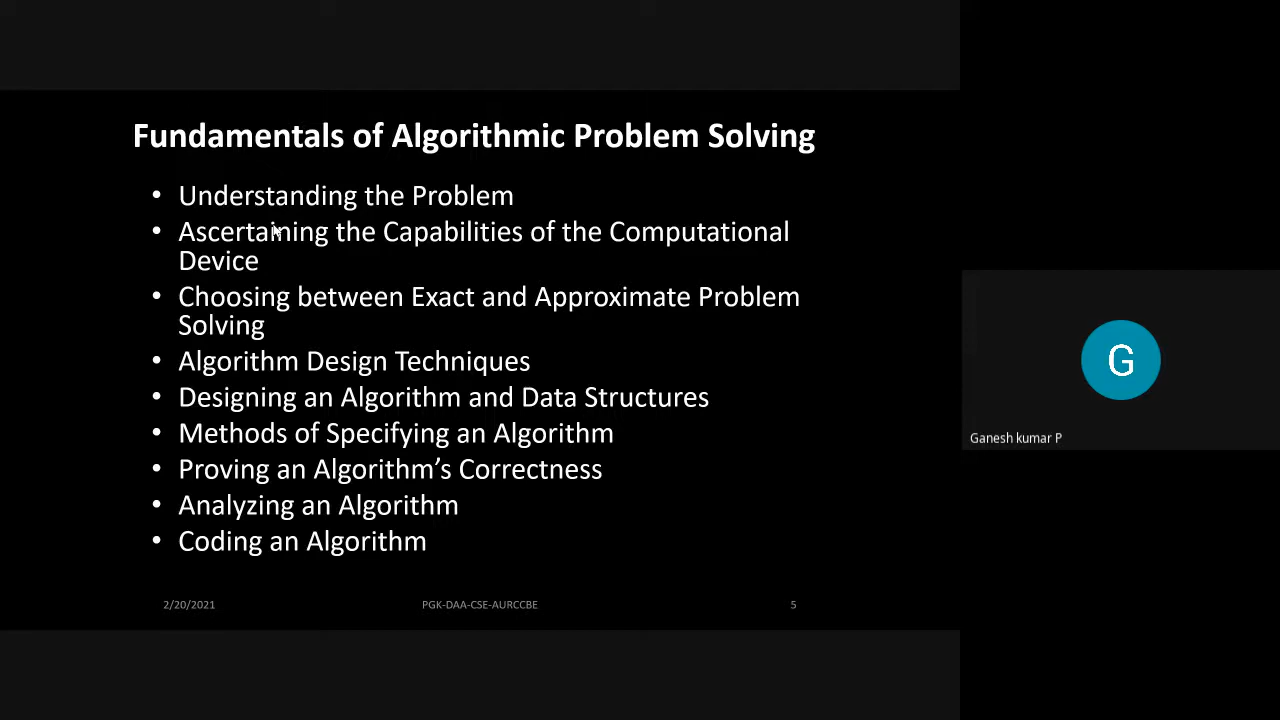 Fundamentals of Algorithmic Problem Solving
• Understanding the Problem
• Ascertaining the Capabilities of the Computational
Device
• Choosing between Exact and Approximate Problem
Solving
• Algorithm Design Techniques
• Designing an Algorithm and Data Structures
• Methods of Specifying an Algorithm
• Proving an Algorithm’s Correctness
• Analyzing an Algorithm
• Coding an Algorithm
2/20/2021 PGK-DAA-CSE-AURCCBE 5
G
Ganesh kumar P